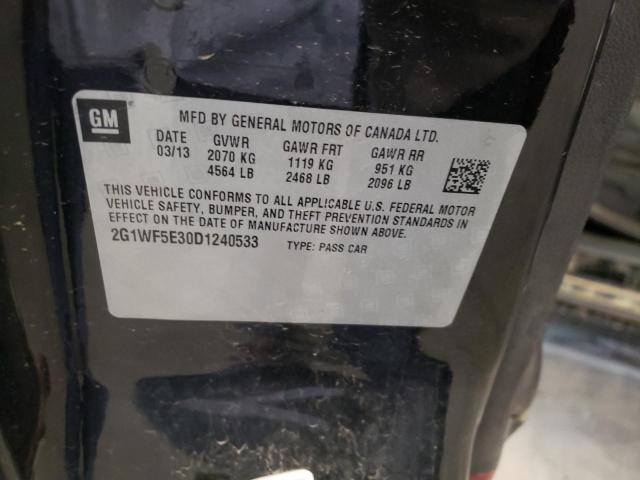 GM
MFD BY GENERAL MOTORS OF CANADA LTD.
DATE GVWR GAWR FRT GAWR RR
03/13 2070 KG 1119 KG 951 KG
4564 LB 2468 LB 2096 LB
THIS VEHICLE CONFORMS TO ALL APPLICABLE U.S. FEDERAL MOTOR
VEHICLE SAFETY, BUMPER, AND THEFT PREVENTION STANDARDS IN
EFFECT ON THE DATE OF MANUFACTURE SHOWN ABOVE.
2G1WF5E30D1240533 TYPE: PASS CAR